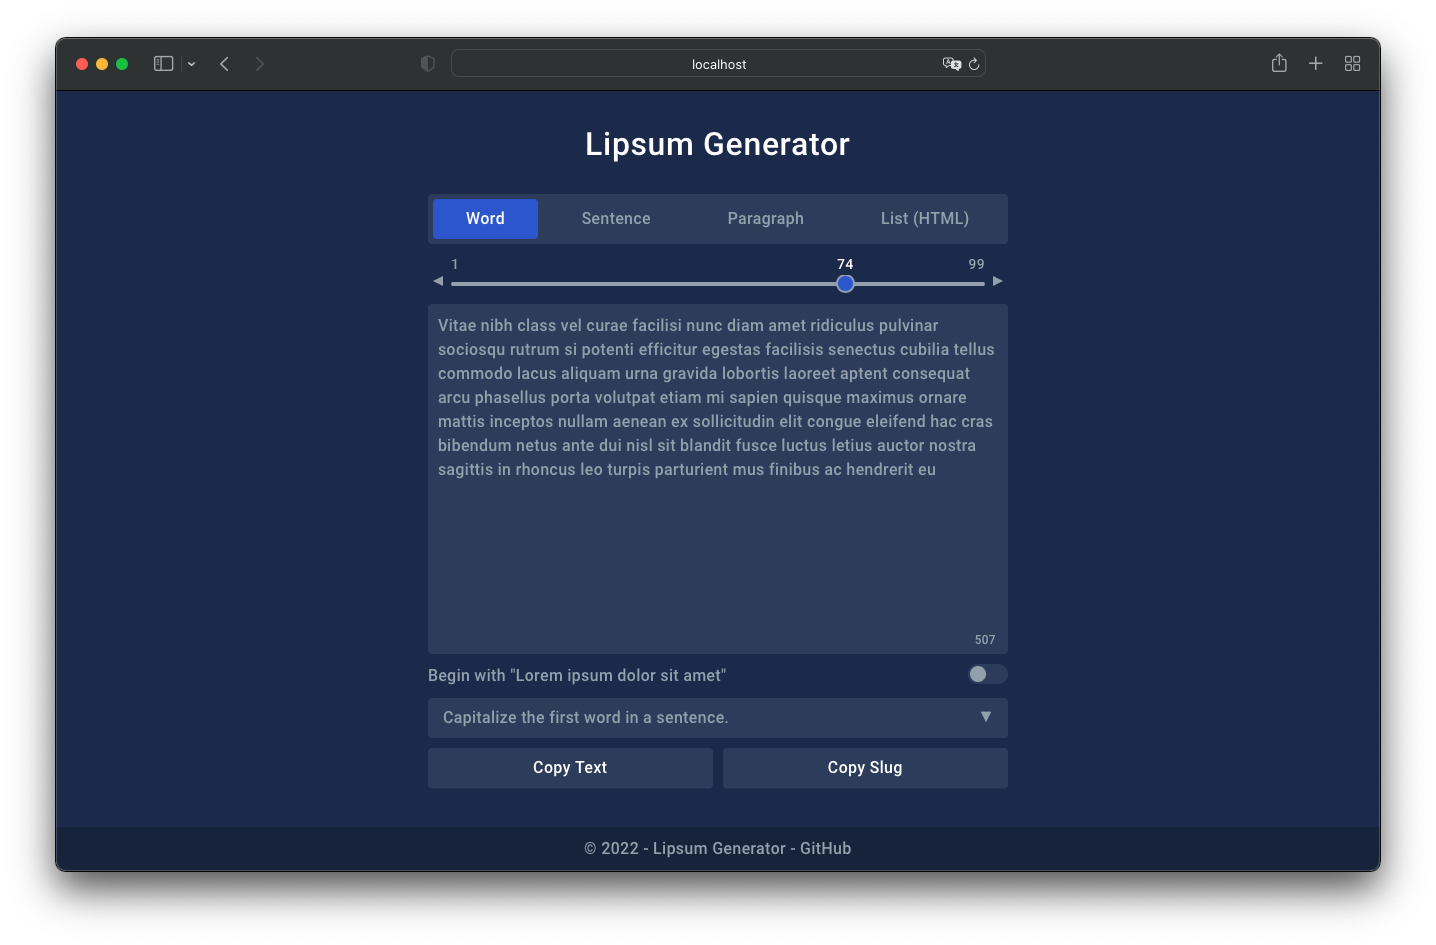 localhost
Lipsum Generator
Word Sentence Paragraph List (HTML)
1 74 99
Vitae nibh class vel curae facilisi nunc diam amet ridiculus pulvinar
sociosqu rutrum si potenti efficitur egestas facilisis senectus cubilia tellus
commodo lacus aliquam urna gravida lobortis laoreet aptent consequat
arcu phasellus porta volutpat etiam mi sapien quisque maximus ornare
mattis inceptos nullam aenean ex sollicitudin elit congue eleifend hac cras
bibendum netus ante dui nisl sit blandit fusce luctus letius auctor nostra
sagittis in rhoncus leo turpis parturient mus finibus ac hendrerit eu
507
Begin with "Lorem ipsum dolor sit amet"
Capitalize the first word in a sentence.
Copy Text Copy Slug
© 2022 - Lipsum Generator - GitHub